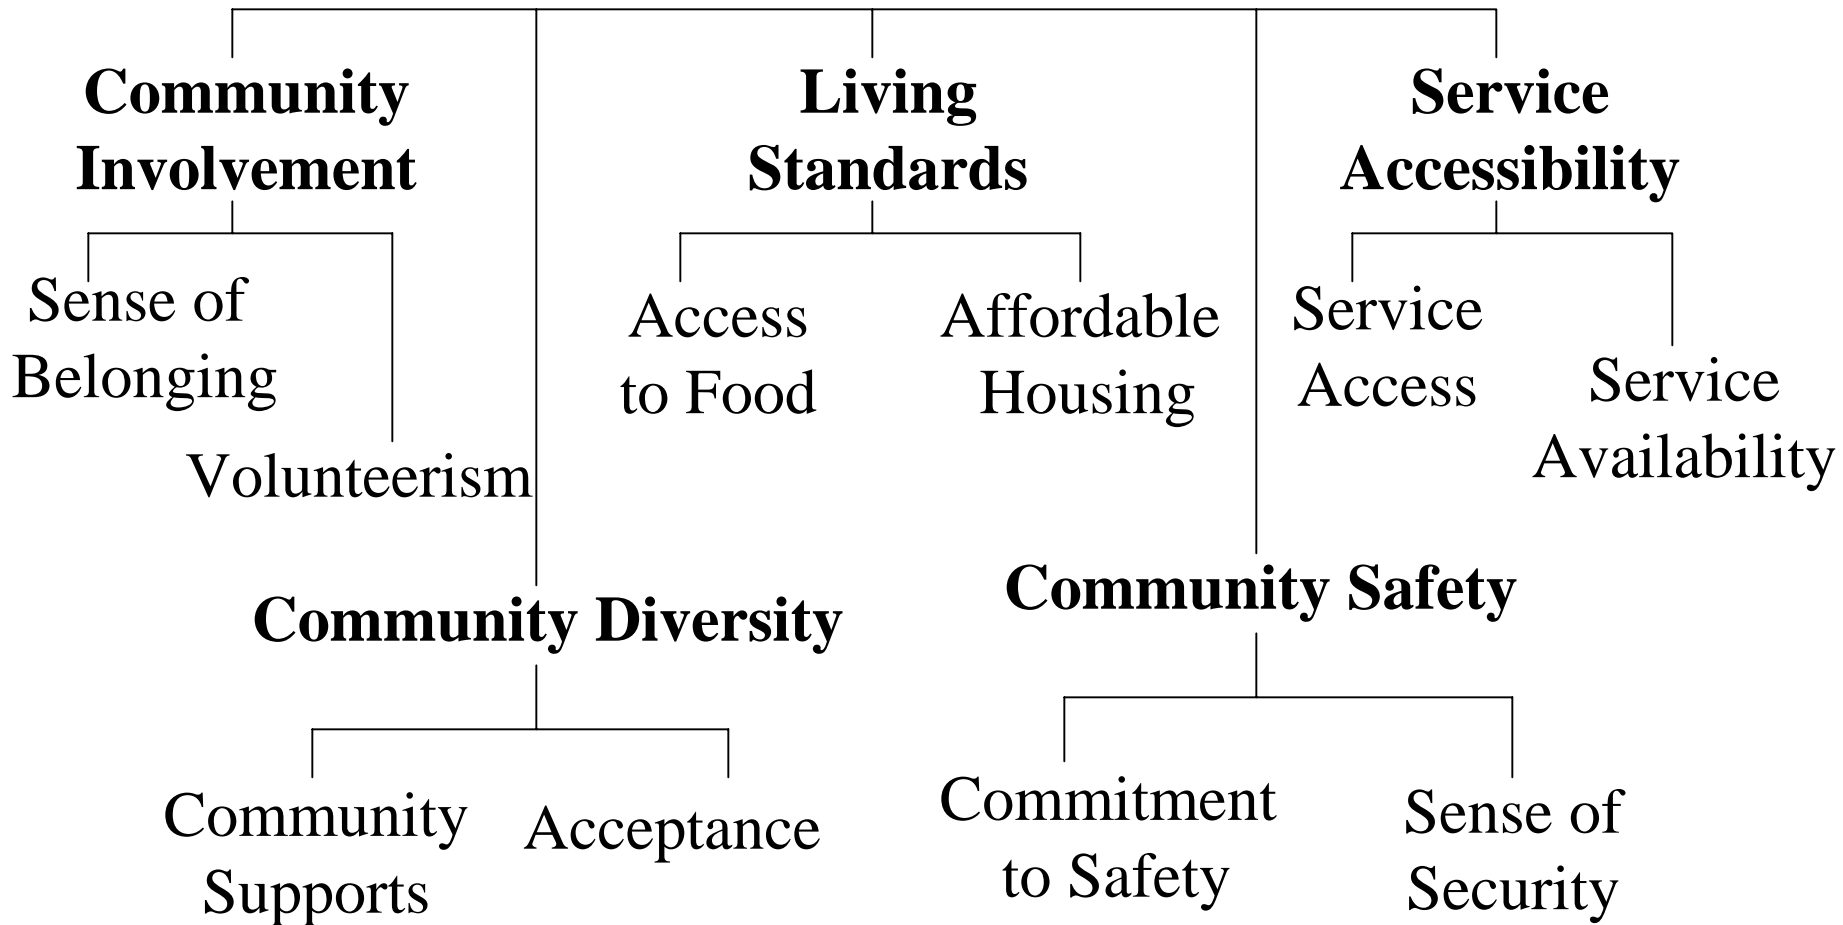 Community
Involvement
Living
Standards
Service
Accessibility
Sense of
Belonging
Volunteerism
Access
to Food
Affordable
Housing
Service
Access
Service
Availability
Community Diversity
Community Safety
Community
Supports
Acceptance
Commitment
to Safety
Sense of
Security